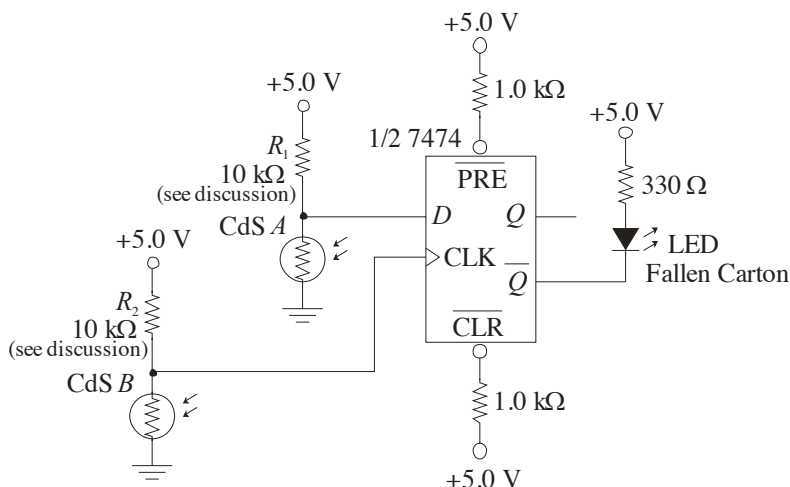 +5.0 V
1.0 kΩ
+5.0 V
+5.0 V
1/2 7474
R1
10 kΩ
(see discussion)
PRE
330 Ω
D
Q
CdS A
LED
Fallen Carton
+5.0 V
CLK
Q
R2
10 kΩ
(see discussion)
CLR
CdS B
1.0 kΩ
+5.0 V